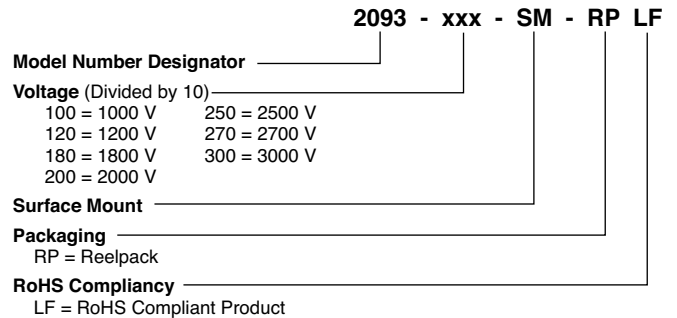 2093 - xxx - SM - RP LF
Model Number Designator
Voltage (Divided by 10)
100 = 1000 V 250 = 2500 V
120 = 1200 V 270 = 2700 V
180 = 1800 V 300 = 3000 V
200 = 2000 V
Surface Mount
Packaging
RP = Reelpack
RoHS Compliancy
LF = RoHS Compliant Product